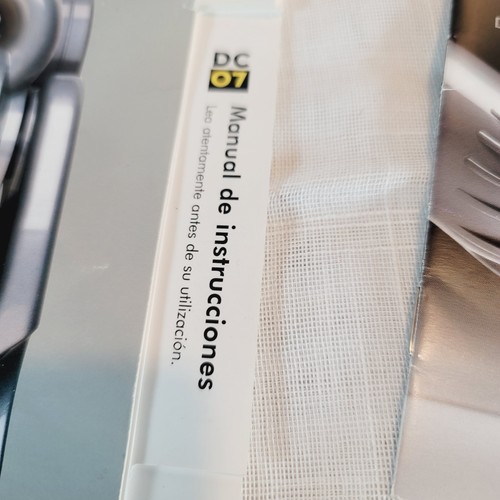 DC
07
Manual de instrucciones
Lea atentamente antes de su utilización.